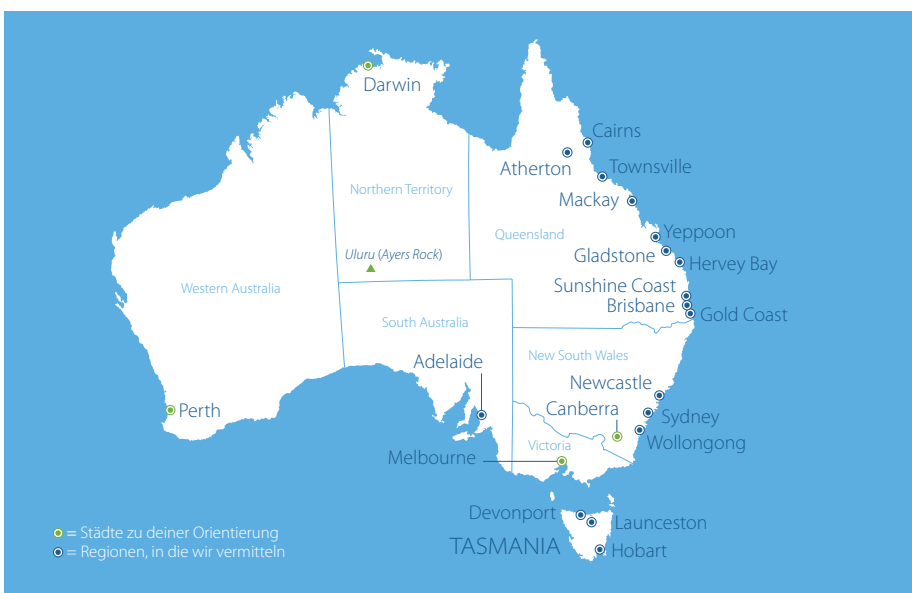 Darwin
Cairns
Atherton
Townsville
Northern Territory
Mackay
Yeppoon
Queensland
Uluru (Ayers Rock)
Gladstone
Hervey Bay
Western Australia
Sunshine Coast
Brisbane
Gold Coast
South Australia
New South Wales
Adelaide
Newcastle
Canberra
Perth
Sydney
Wollongong
Victoria
Melbourne
Devonport
Launceston
= Städte zu deiner Orientierung
TASMANIA
Hobart
= Regionen, in die wir vermitteln